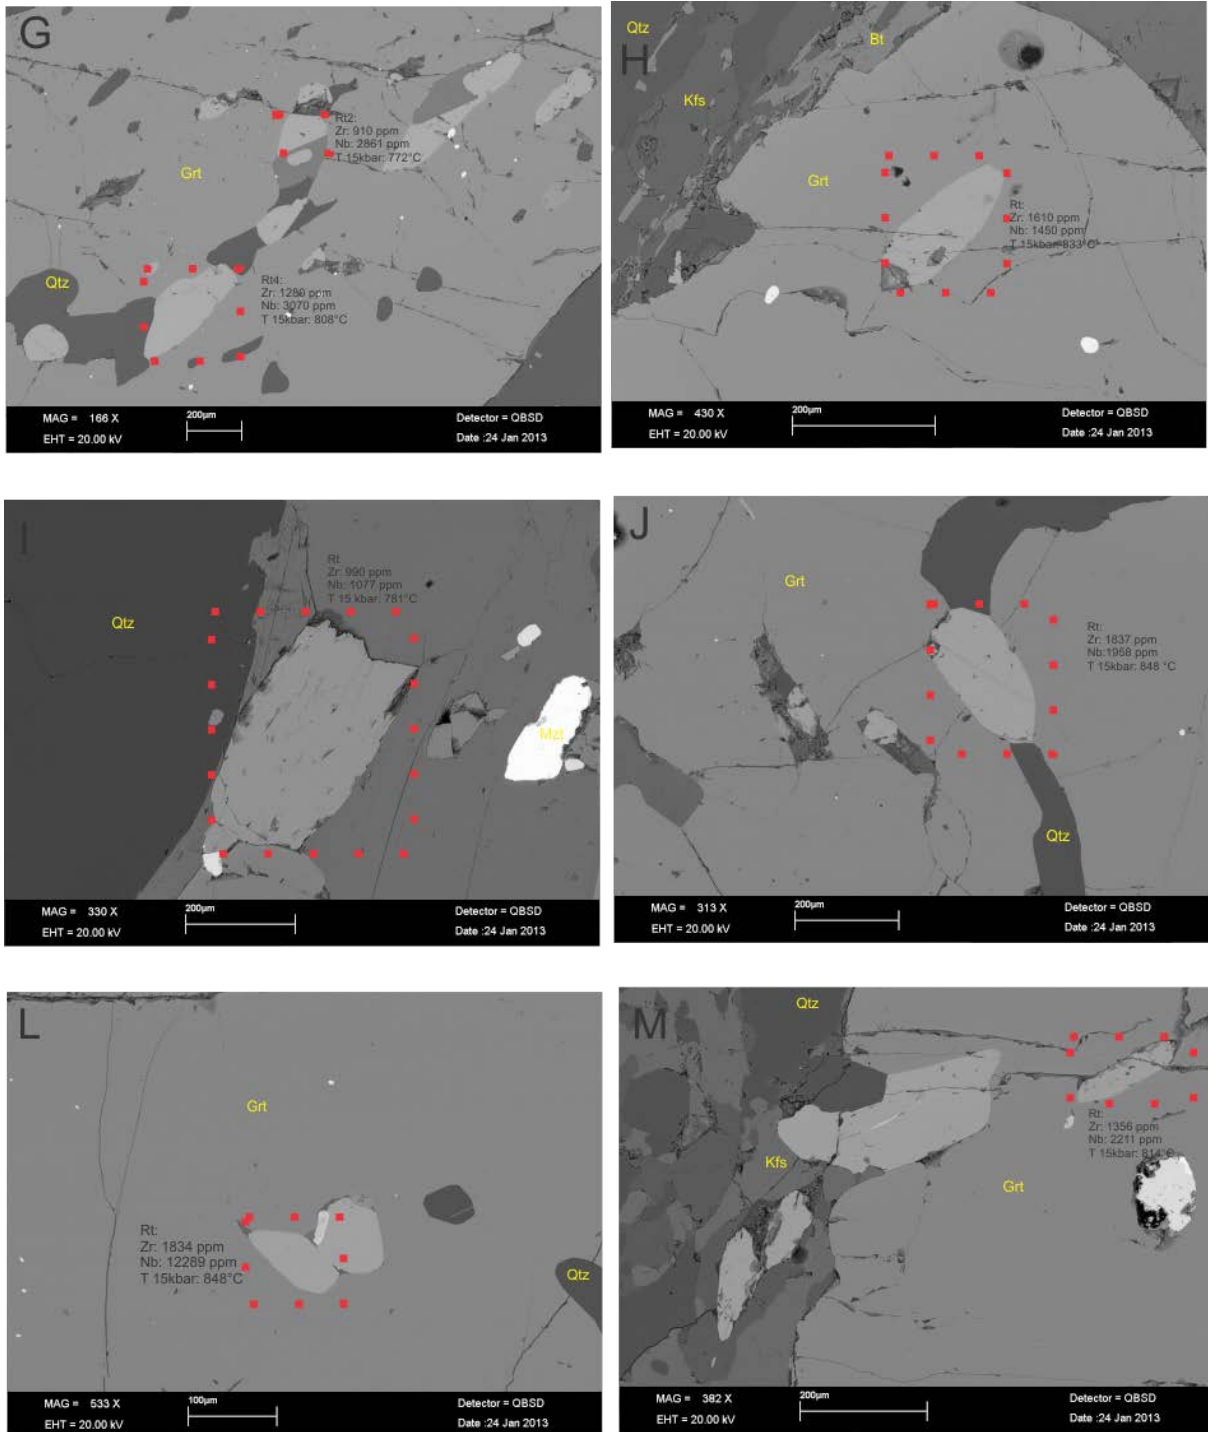 G
Rt2:
Zr: 910 ppm
Nb: 2861 ppm
T 15kbar: 772°C
Grt
Qtz
Rt4:
Zr: 1280 ppm
Nb: 3070 ppm
T 15kbar: 808°C
MAG = 166 X
200µm
Detector = QBSD
EHT = 20.00 kV
Date :24 Jan 2013
Qtz
Bt
H
Kfs
Grt
Rt:
Zr: 1610 ppm
Nb: 1450 ppm
T 15kbar: 833°C
MAG = 430 X
200µm
Detector = QBSD
EHT = 20.00 kV
Date :24 Jan 2013
I
Rt:
Zr: 990 ppm
Nb: 1077 ppm
T 15 kbar: 781°C
Qtz
Mzt
MAG = 330 X
200µm
Detector = QBSD
EHT = 20.00 kV
Date :24 Jan 2013
J
Grt
Rt:
Zr: 1837 ppm
Nb:1958 ppm
T 15kbar: 848 °C
Qtz
MAG = 313 X
200µm
Detector = QBSD
EHT = 20.00 kV
Date :24 Jan 2013
L
Grt
Rt:
Zr: 1834 ppm
Nb: 12289 ppm
T 15kbar: 848°C
Qtz
MAG = 533 X
100µm
Detector = QBSD
EHT = 20.00 kV
Date :24 Jan 2013
M
Qtz
Rt:
Zr: 1356 ppm
Nb: 2211 ppm
T 15kbar: 814°C
Kfs
Grt
MAG = 382 X
200µm
Detector = QBSD
EHT = 20.00 kV
Date :24 Jan 2013